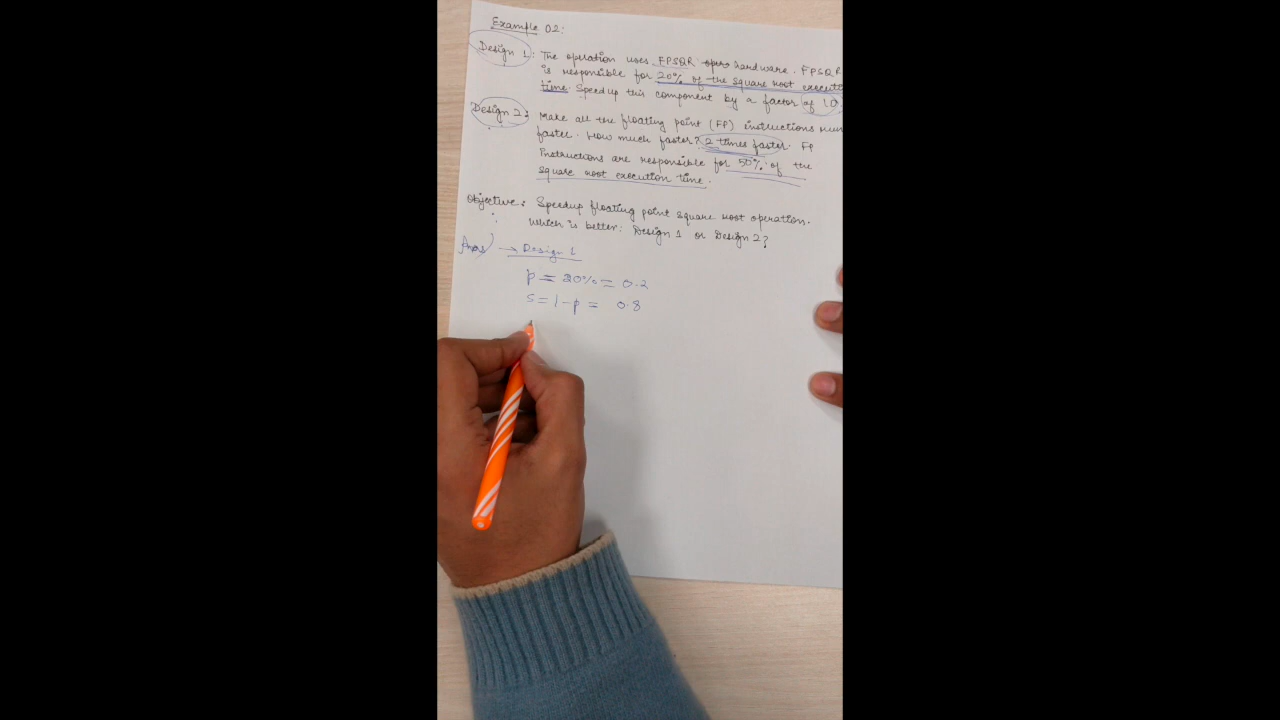 Example 02:
Design 1: The operation uses FPSQR hardware. FPSQR
is responsible for 20% of the square root executi
time. Speedup this component by a factor of 10.
Design 2: Make all the floating point (FP) instructions run
faster. How much faster? 2 times faster. FP
instructions are responsible for 50% of the
square root execution time.
Objective: Speedup floating point square root operation.
Which is better: Design 1 or Design 2?
Ans) → Design 1
p = 20% = 0.2
s = 1 - p = 0.8